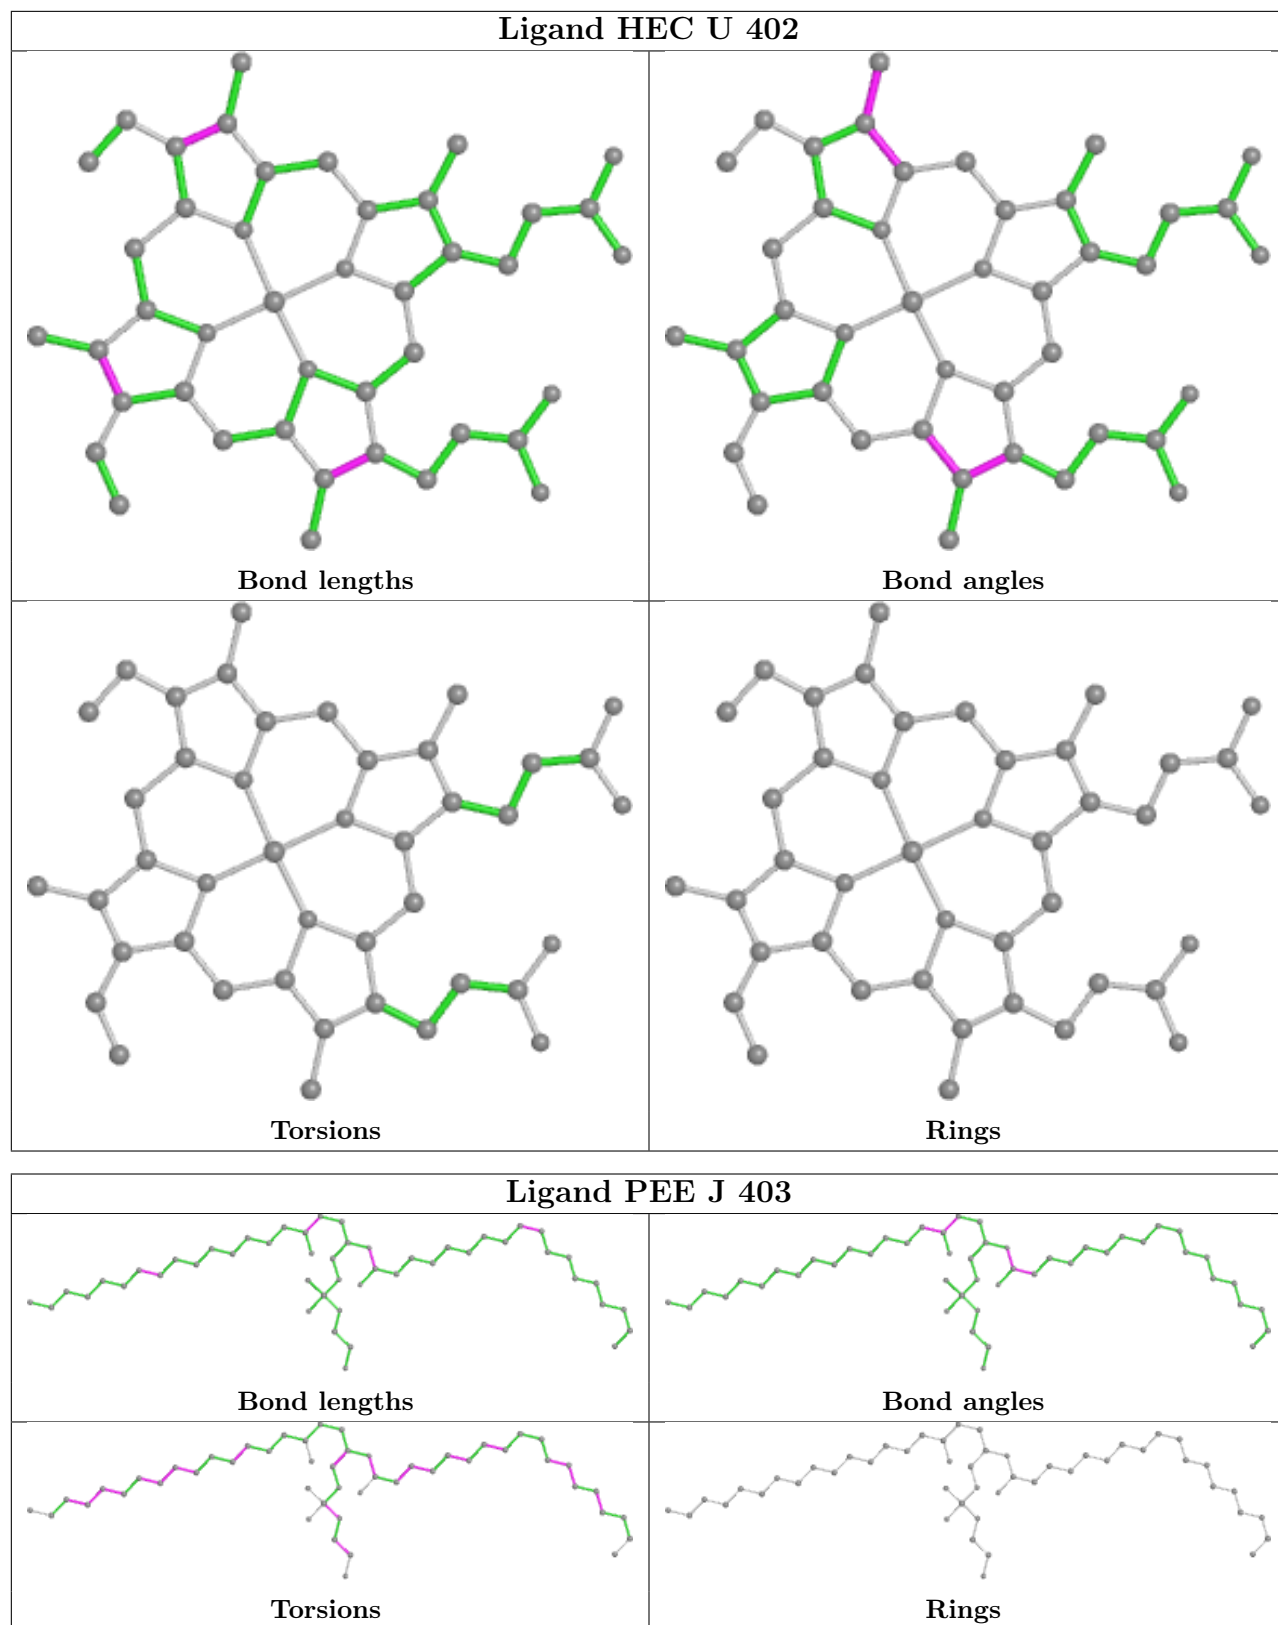 Ligand HEC U 402
Bond lengths
Bond angles
Torsions
Rings
Ligand PEE J 403
Bond lengths
Bond angles
Torsions
Rings